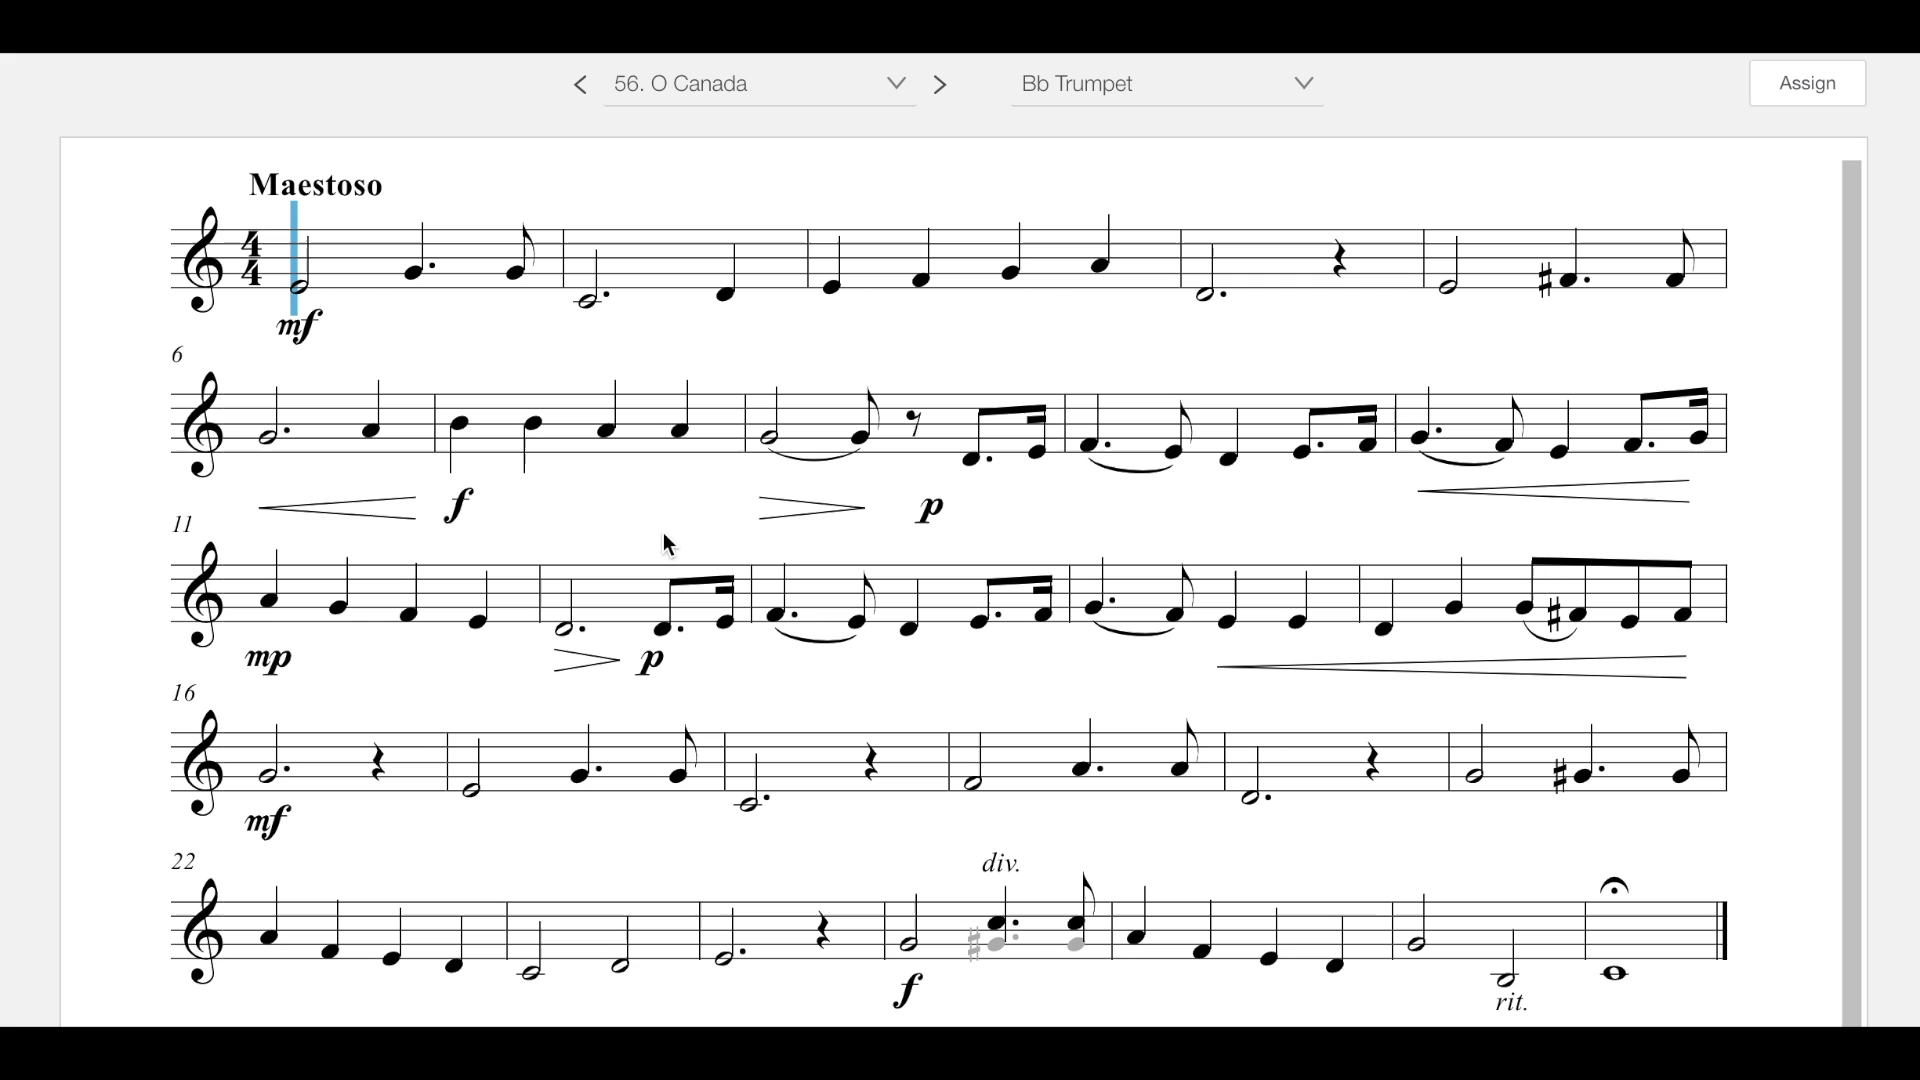 56. O Canada
Bb Trumpet
Assign
Maestoso
4
4
mf
6
f
p
11
mp
p
16
mf
22
div.
f
rit.